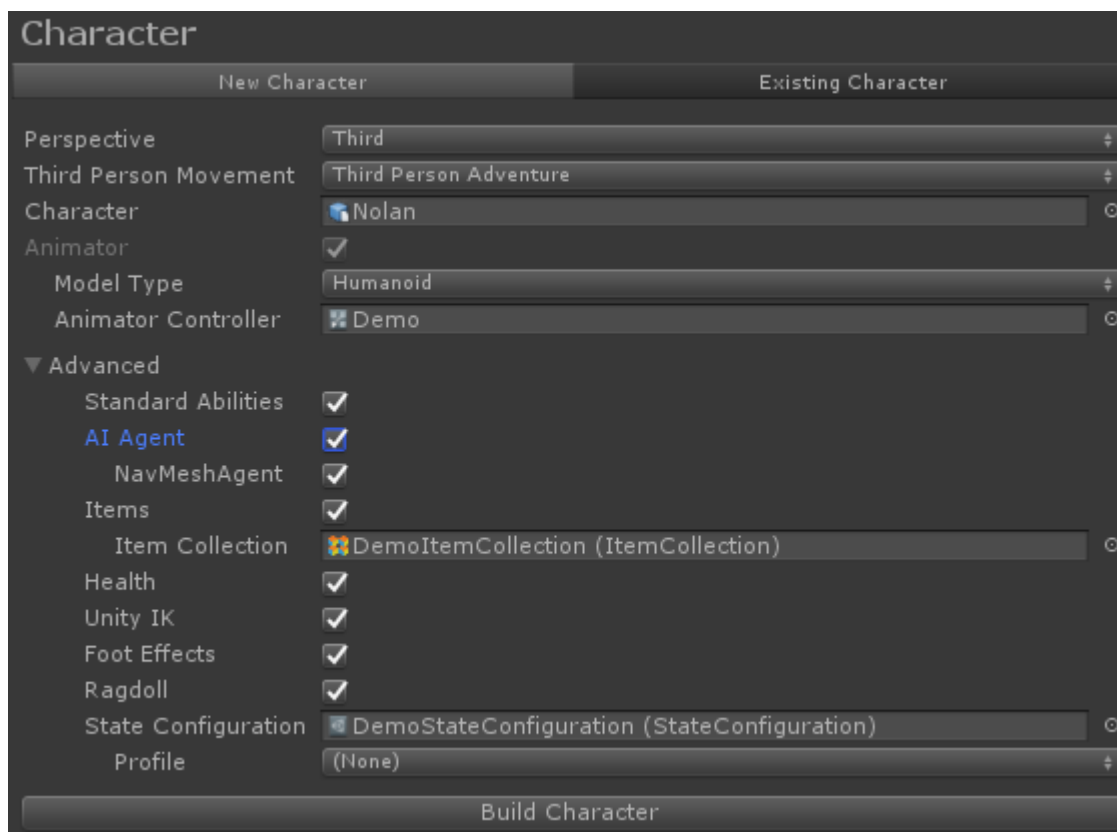 Character
New Character Existing Character
Perspective Third
Third Person Movement Third Person Adventure
Character Nolan
Animator
Model Type Humanoid
Animator Controller Demo
Advanced
Standard Abilities
AI Agent
NavMeshAgent
Items
Item Collection DemoItemCollection (ItemCollection)
Health
Unity IK
Foot Effects
Ragdoll
State Configuration DemoStateConfiguration (StateConfiguration)
Profile (None)
Build Character